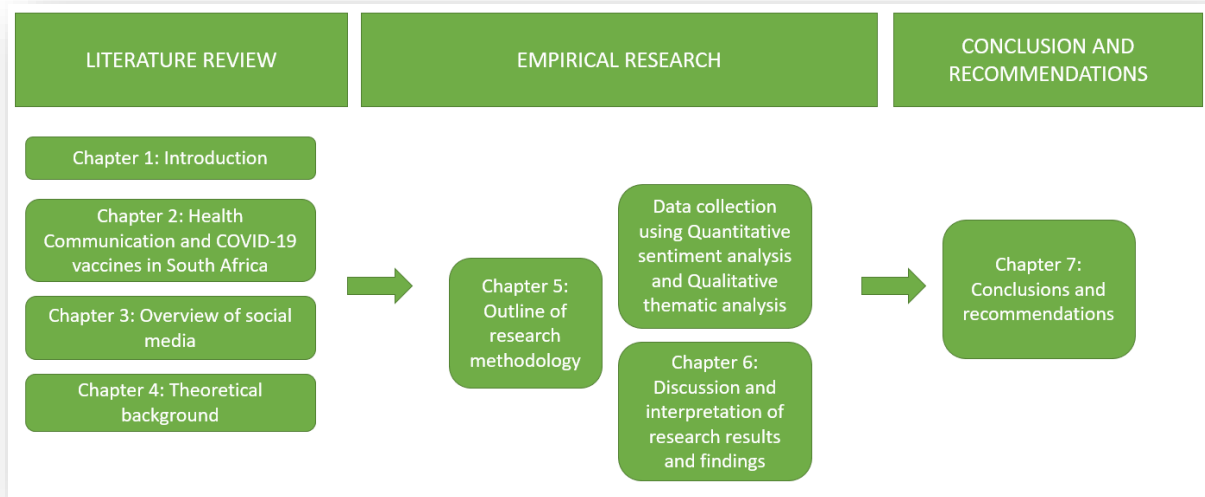 LITERATURE REVIEW
EMPIRICAL RESEARCH
CONCLUSION AND
RECOMMENDATIONS
Chapter 1: Introduction
Chapter 2: Health
Communication and COVID-19
vaccines in South Africa
Chapter 3: Overview of social
media
Chapter 4: Theoretical
background
Chapter 5:
Outline of
research
methodology
Data collection
using Quantitative
sentiment analysis
and Qualitative
thematic analysis
Chapter 6:
Discussion and
interpretation of
research results
and findings
Chapter 7:
Conclusions and
recommendations